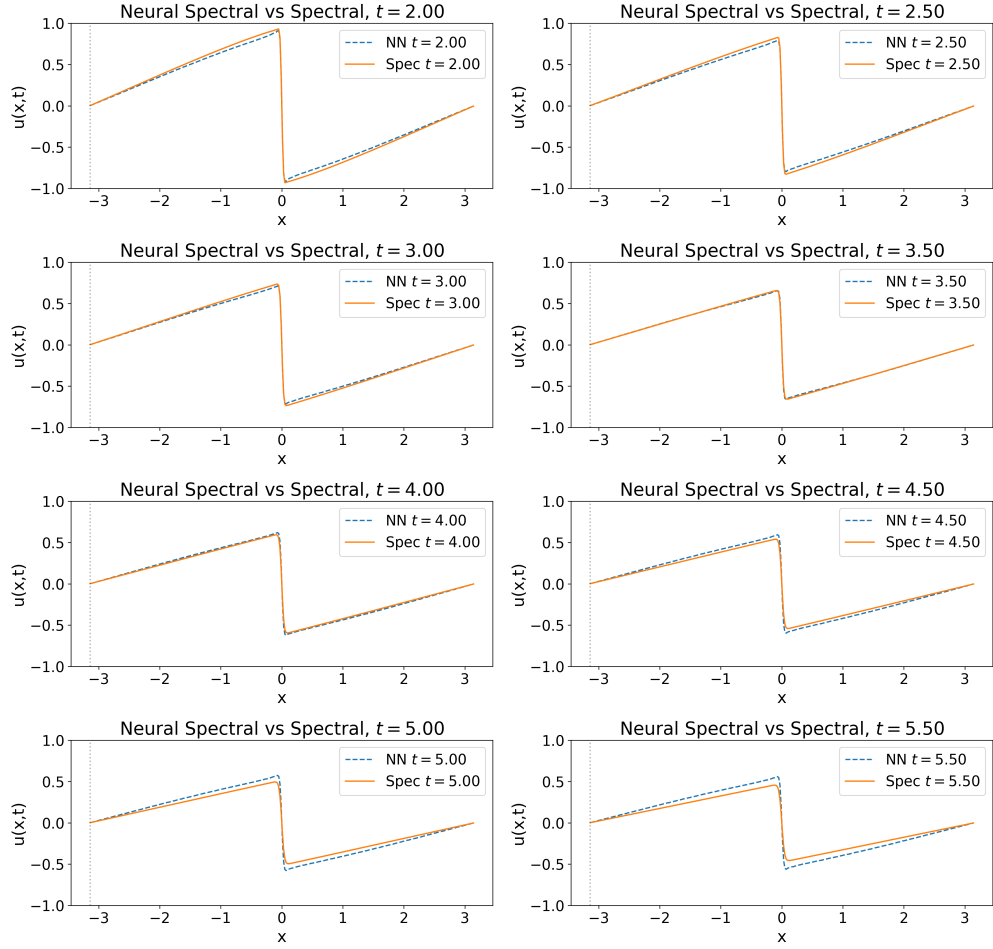 Neural Spectral vs Spectral, t = 2.00
1.0
0.5
0.0
−0.5
−1.0
u(x,t)
NN t = 2.00
Spec t = 2.00
−3 −2 −1 0 1 2 3
x
Neural Spectral vs Spectral, t = 2.50
1.0
0.5
0.0
−0.5
−1.0
u(x,t)
NN t = 2.50
Spec t = 2.50
−3 −2 −1 0 1 2 3
x
Neural Spectral vs Spectral, t = 3.00
1.0
0.5
0.0
−0.5
−1.0
u(x,t)
NN t = 3.00
Spec t = 3.00
−3 −2 −1 0 1 2 3
x
Neural Spectral vs Spectral, t = 3.50
1.0
0.5
0.0
−0.5
−1.0
u(x,t)
NN t = 3.50
Spec t = 3.50
−3 −2 −1 0 1 2 3
x
Neural Spectral vs Spectral, t = 4.00
1.0
0.5
0.0
−0.5
−1.0
u(x,t)
NN t = 4.00
Spec t = 4.00
−3 −2 −1 0 1 2 3
x
Neural Spectral vs Spectral, t = 4.50
1.0
0.5
0.0
−0.5
−1.0
u(x,t)
NN t = 4.50
Spec t = 4.50
−3 −2 −1 0 1 2 3
x
Neural Spectral vs Spectral, t = 5.00
1.0
0.5
0.0
−0.5
−1.0
u(x,t)
NN t = 5.00
Spec t = 5.00
−3 −2 −1 0 1 2 3
x
Neural Spectral vs Spectral, t = 5.50
1.0
0.5
0.0
−0.5
−1.0
u(x,t)
NN t = 5.50
Spec t = 5.50
−3 −2 −1 0 1 2 3
x